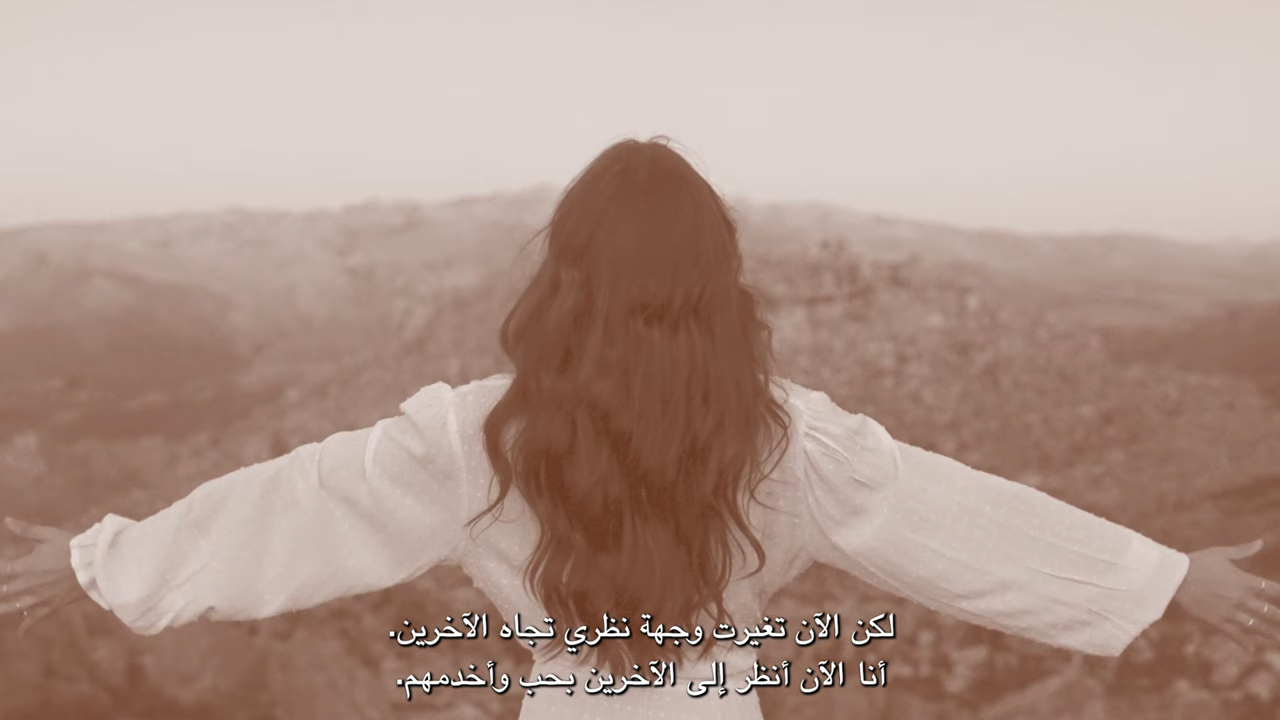 لكن الآن تغيرت وجهة نظري تجاه الآخرين.
أنا الآن أنظر إلى الآخرين بحب وأخدمهم.